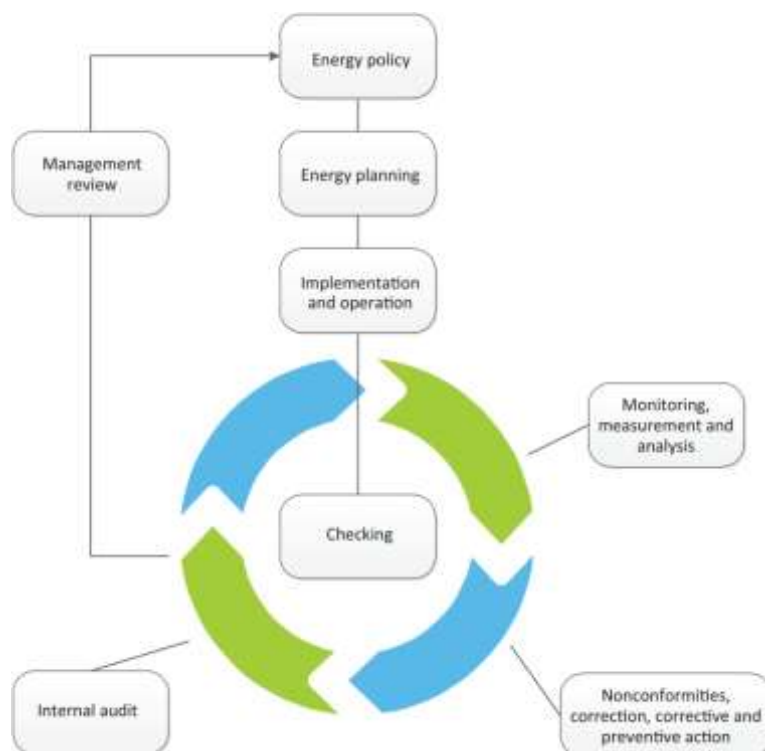 Energy policy
Management
review
Energy planning
Implementation
and operation
Monitoring,
measurement and
analysis
Checking
Internal audit
Nonconformities,
correction, corrective and
preventive action